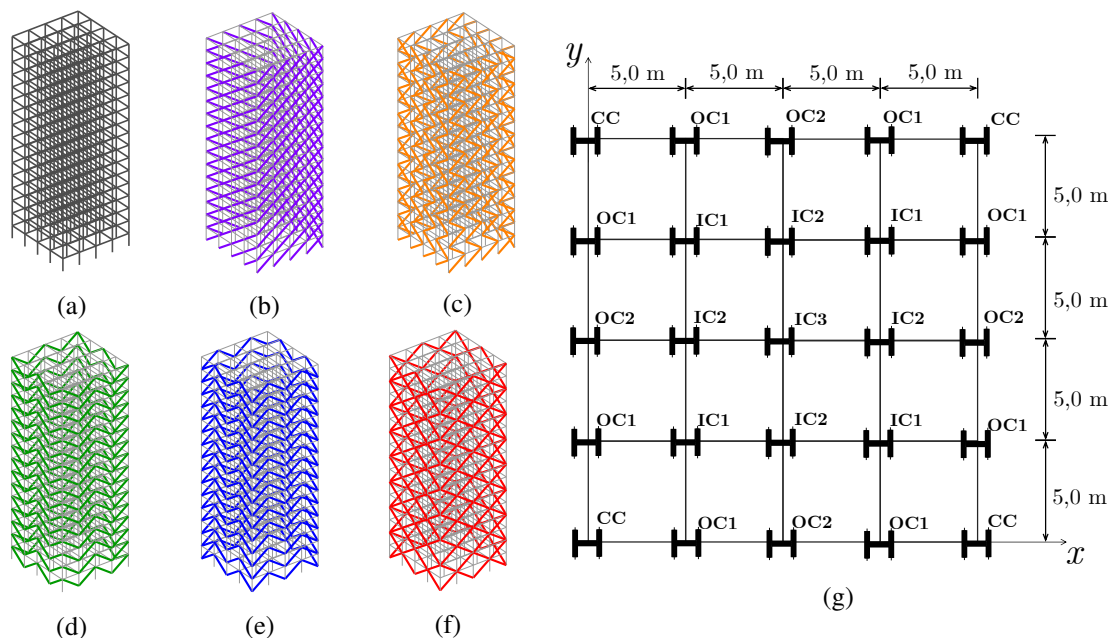 (a)
(b)
(c)
(d)
(e)
(f)
y
5,0 m
5,0 m
5,0 m
5,0 m
CC
OC1
OC2
OC1
CC
5,0 m
OC1
IC1
IC2
IC1
OC1
5,0 m
OC2
IC2
IC3
IC2
OC2
5,0 m
OC1
IC1
IC2
IC1
OC1
5,0 m
CC
OC1
OC2
OC1
CC
x
(g)